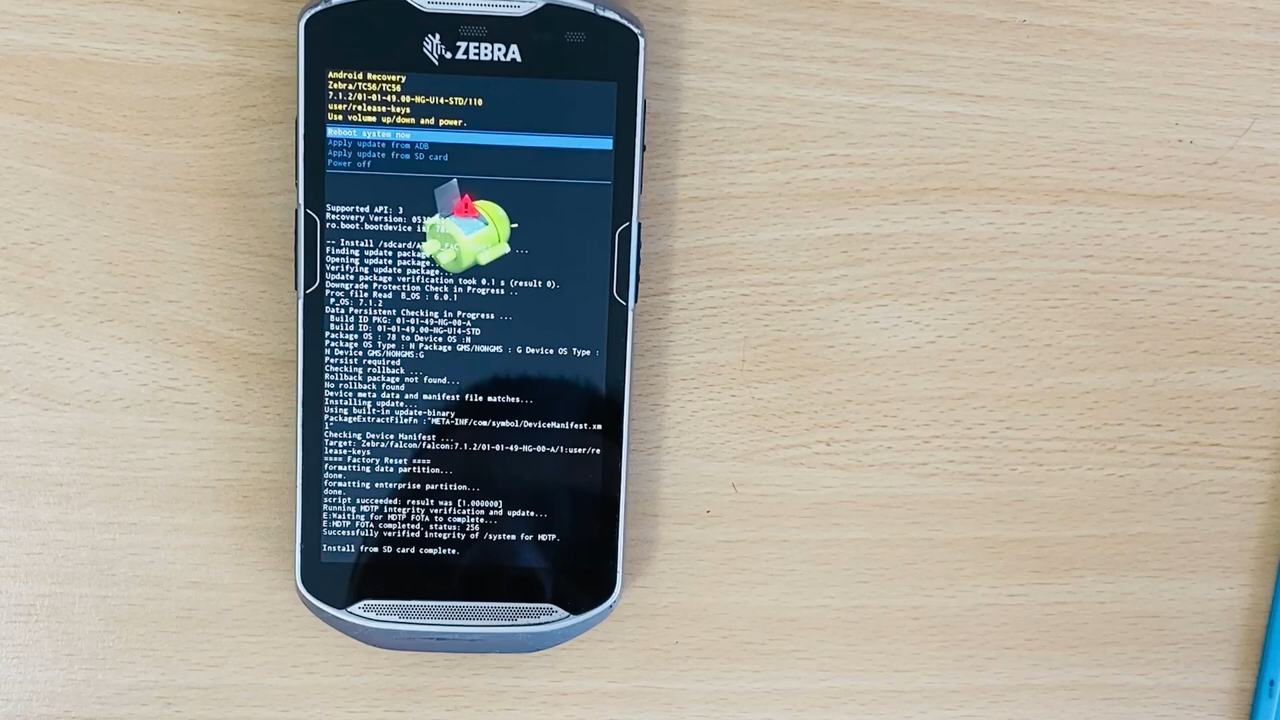 ZEBRA
Android Recovery
Zebra/TC56/TC56
7.1.2/01-01-49.00-NG-U14-STD/110
user/release-keys
Use volume up/down and power.
Reboot system now
Apply update from ADB
Apply update from SD card
Power off
Supported API: 3
Recovery Version:
ro.boot.bootdevice is:
-- Install /sdcard/ ...
Finding update package
Opening update package
Verifying update package...
Update package verification took 0.1 s (result 0).
Downgrade Protection Check in Progress ..
Proc file Read B_OS : 6.0.1
P_OS: 7.1.2
Data Persistent Checking in Progress ...
Build ID PKG: 01-01-49-NG-00-A
Build ID: 01-01-49.00-NG-U14-STD
Package OS : 78 to Device OS :N
Package OS Type : N Package GMS/NONGMS : G Device OS Type :
N Device GMS/NONGMS:G
Persist required
Checking rollback ...
Rollback package not found...
No rollback found
Device meta data and manifest file matches...
Installing update...
Using built-in update-binary
PackageExtractFileFn :"META-INF/com/symbol/DeviceManifest.xm
l"
Checking Device Manifest ...
Target: Zebra/falcon/falcon:7.1.2/01-01-49-NG-00-A/1:user/re
lease-keys
==== Factory Reset ====
formatting data partition...
done.
formatting enterprise partition...
done.
script succeeded: result was [1.000000]
Running MDTP integrity verification and update...
E:Waiting for MDTP FOTA to complete...
E:MDTP FOTA completed, status: 256
Successfully verified integrity of /system for MDTP.
Install from SD card complete.